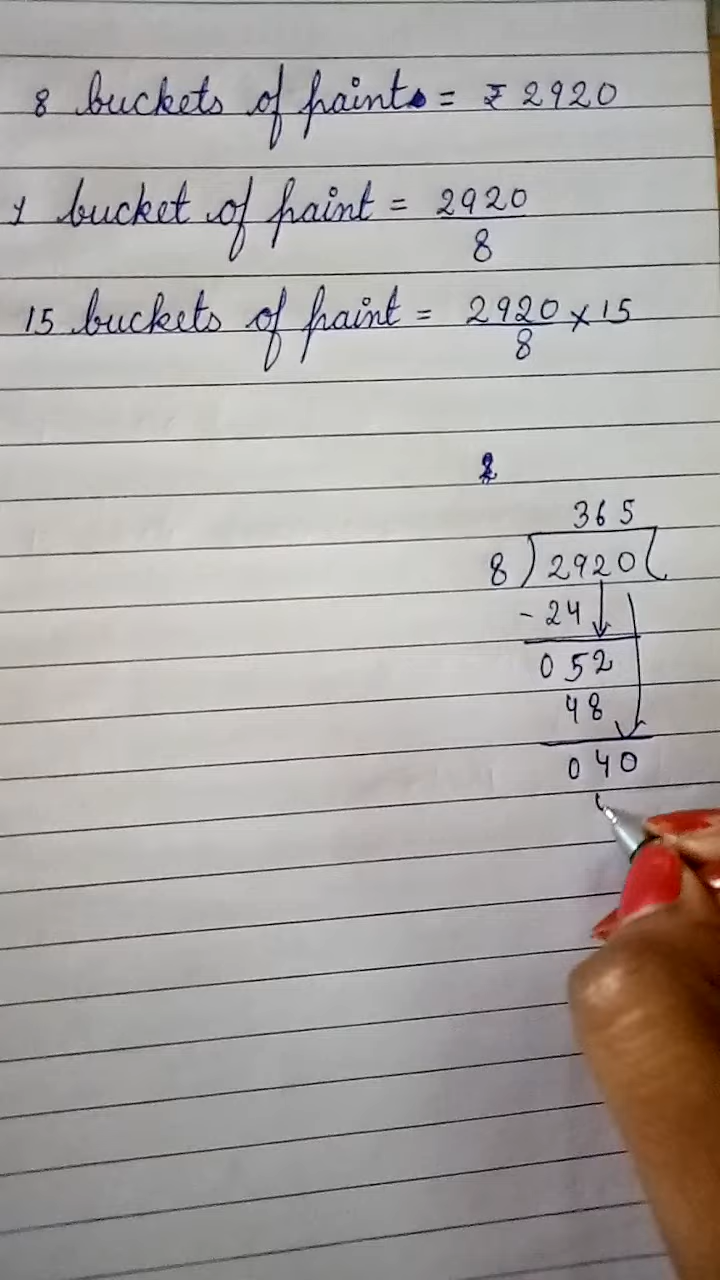 8 buckets of paint = ₹ 2920
1 bucket of paint = 2920
8
15 buckets of paint = 2920 × 15
8
365
8 ) 2920 (
- 24
052
48
040